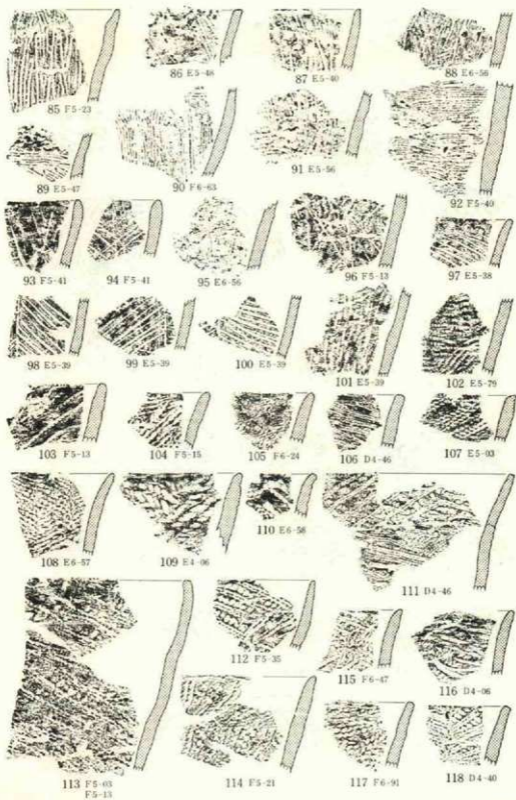 85 F5-23
86 E5-48
87 E5-40
88 E6-56
89 E5-47
90 F6-63
91 E5-56
92 F5-40
93 F5-41
94 F5-41
95 E6-56
96 F5-13
97 E5-38
98 E5-39
99 E5-39
100 E5-39
101 E5-39
102 E5-79
103 F5-13
104 F5-15
105 F6-24
106 D4-46
107 E5-03
108 E6-57
109 E4-06
110 E6-58
111 D4-46
112 F5-35
113 F5-03
F5-13
114 F5-21
115 F6-47
116 D4-06
117 F6-91
118 D4-40